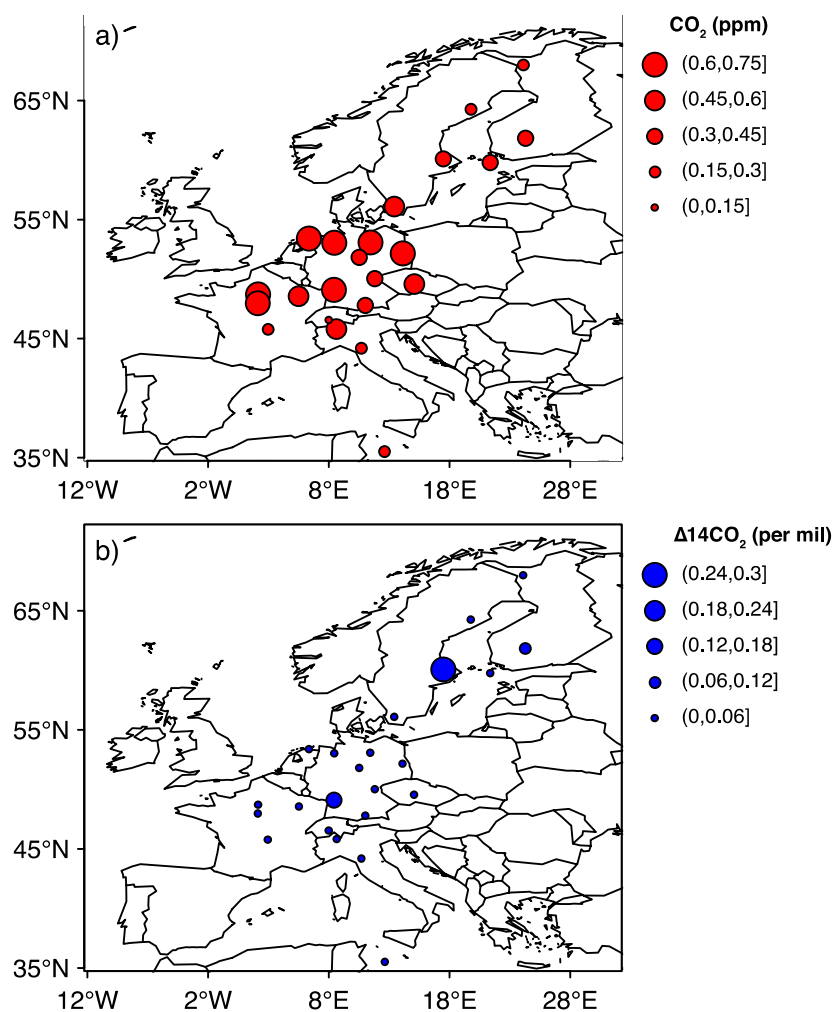 a)
CO₂ (ppm)
(0.6,0.75]
(0.45,0.6]
(0.3,0.45]
(0.15,0.3]
(0,0.15]
65°N
55°N
45°N
35°N
12°W 2°W 8°E 18°E 28°E
b)
Δ14CO₂ (per mil)
(0.24,0.3]
(0.18,0.24]
(0.12,0.18]
(0.06,0.12]
(0,0.06]
65°N
55°N
45°N
35°N
12°W 2°W 8°E 18°E 28°E